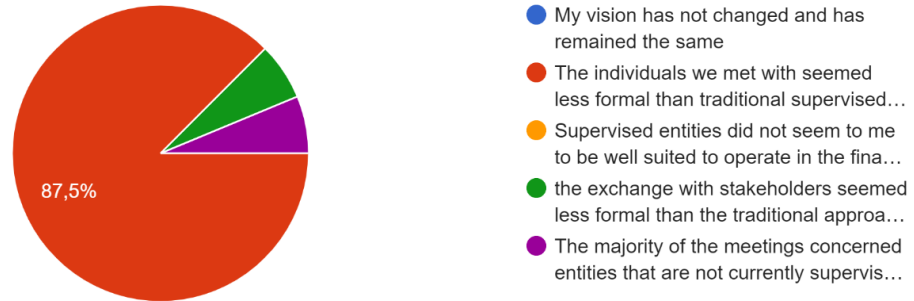 My vision has not changed and has
remained the same
The individuals we met with seemed
less formal than traditional supervised…
Supervised entities did not seem to me
to be well suited to operate in the fina…
the exchange with stakeholders seemed
less formal than the traditional approa…
The majority of the meetings concerned
entities that are not currently supervis…
87,5%